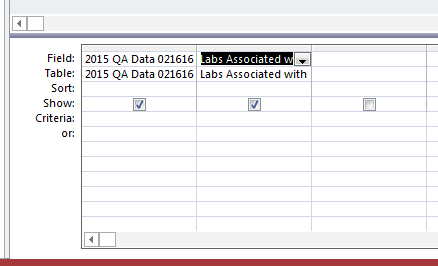 Field: 2015 QA Data 021616 Labs Associated w
Table: 2015 QA Data 021616 Labs Associated with
Sort:
Show:
Criteria:
or: